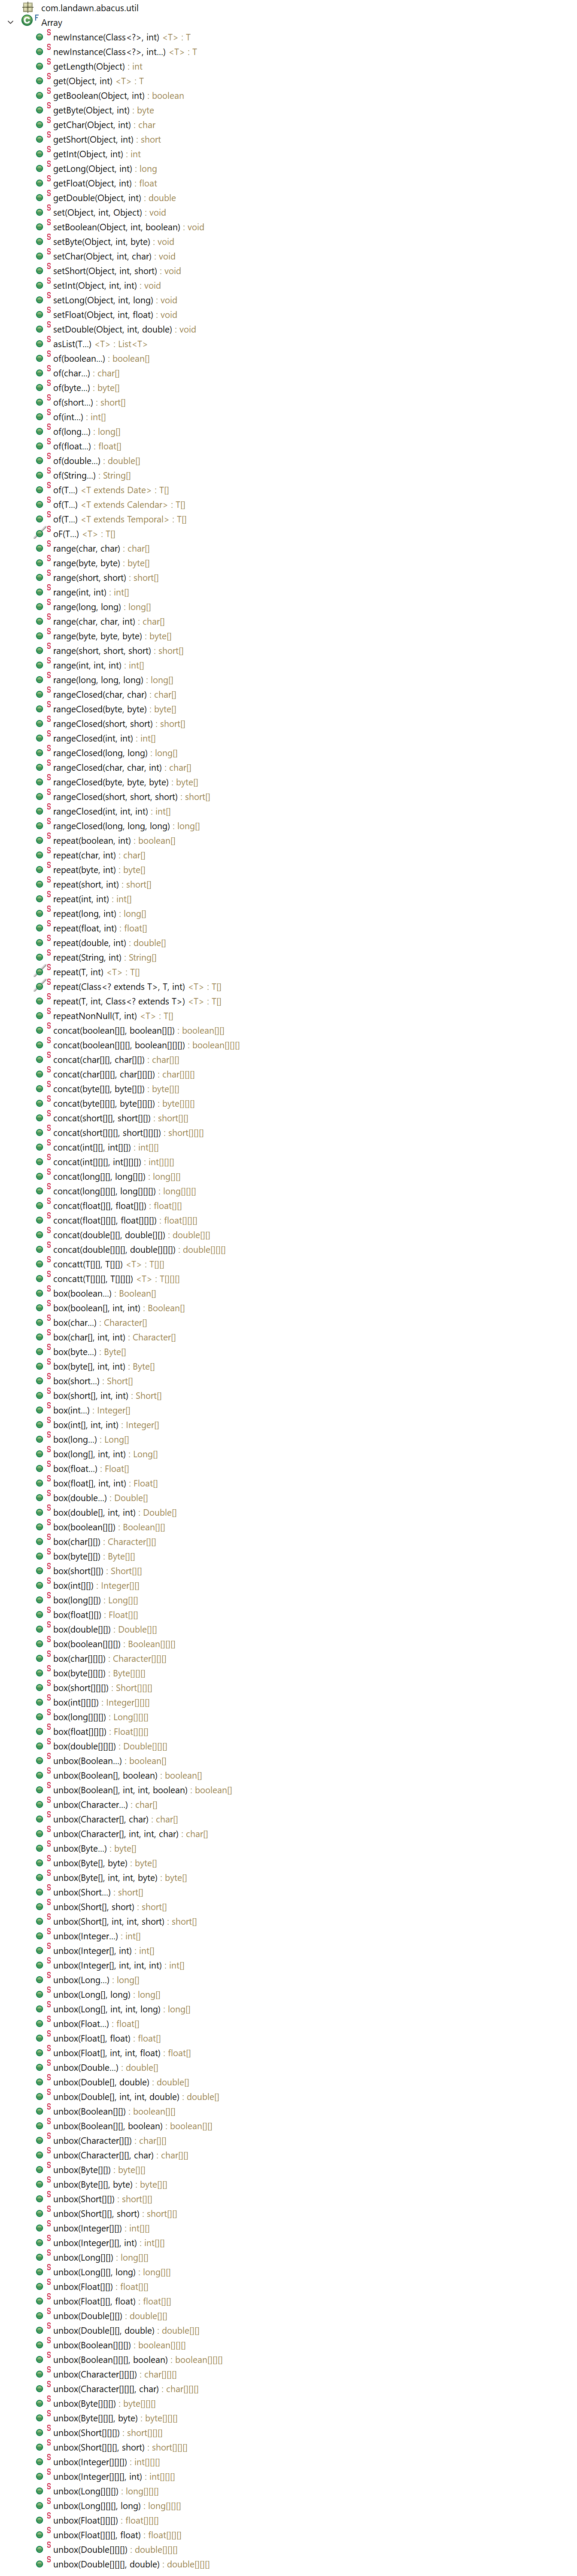 com.landawn.abacus.util
Array
newInstance(Class<?>, int) <T> : T
newInstance(Class<?>, int...) <T> : T
getLength(Object) : int
get(Object, int) <T> : T
getBoolean(Object, int) : boolean
getByte(Object, int) : byte
getChar(Object, int) : char
getShort(Object, int) : short
getInt(Object, int) : int
getLong(Object, int) : long
getFloat(Object, int) : float
getDouble(Object, int) : double
set(Object, int, Object) : void
setBoolean(Object, int, boolean) : void
setByte(Object, int, byte) : void
setChar(Object, int, char) : void
setShort(Object, int, short) : void
setInt(Object, int, int) : void
setLong(Object, int, long) : void
setFloat(Object, int, float) : void
setDouble(Object, int, double) : void
asList(T...) <T> : List<T>
of(boolean...) : boolean[]
of(char...) : char[]
of(byte...) : byte[]
of(short...) : short[]
of(int...) : int[]
of(long...) : long[]
of(float...) : float[]
of(double...) : double[]
of(String...) : String[]
of(T...) <T extends Date> : T[]
of(T...) <T extends Calendar> : T[]
of(T...) <T extends Temporal> : T[]
oF(T...) <T> : T[]
range(char, char) : char[]
range(byte, byte) : byte[]
range(short, short) : short[]
range(int, int) : int[]
range(long, long) : long[]
range(char, char, int) : char[]
range(byte, byte, byte) : byte[]
range(short, short, short) : short[]
range(int, int, int) : int[]
range(long, long, long) : long[]
rangeClosed(char, char) : char[]
rangeClosed(byte, byte) : byte[]
rangeClosed(short, short) : short[]
rangeClosed(int, int) : int[]
rangeClosed(long, long) : long[]
rangeClosed(char, char, int) : char[]
rangeClosed(byte, byte, byte) : byte[]
rangeClosed(short, short, short) : short[]
rangeClosed(int, int, int) : int[]
rangeClosed(long, long, long) : long[]
repeat(boolean, int) : boolean[]
repeat(char, int) : char[]
repeat(byte, int) : byte[]
repeat(short, int) : short[]
repeat(int, int) : int[]
repeat(long, int) : long[]
repeat(float, int) : float[]
repeat(double, int) : double[]
repeat(String, int) : String[]
repeat(T, int) <T> : T[]
repeat(Class<? extends T>, T, int) <T> : T[]
repeat(T, int, Class<? extends T>) <T> : T[]
repeatNonNull(T, int) <T> : T[]
concat(boolean[][], boolean[][]) : boolean[][]
concat(boolean[][][], boolean[][][]) : boolean[][][]
concat(char[][], char[][]) : char[][]
concat(char[][][], char[][][]) : char[][][]
concat(byte[][], byte[][]) : byte[][]
concat(byte[][][], byte[][][]) : byte[][][]
concat(short[][], short[][]) : short[][]
concat(short[][][], short[][][]) : short[][][]
concat(int[][], int[][]) : int[][]
concat(int[][][], int[][][]) : int[][][]
concat(long[][], long[][]) : long[][]
concat(long[][][], long[][][]) : long[][][]
concat(float[][], float[][]) : float[][]
concat(float[][][], float[][][]) : float[][][]
concat(double[][], double[][]) : double[][]
concat(double[][][], double[][][]) : double[][][]
concatt(T[][], T[][]) <T> : T[][]
concatt(T[][][], T[][][]) <T> : T[][][]
box(boolean...) : Boolean[]
box(boolean[], int, int) : Boolean[]
box(char...) : Character[]
box(char[], int, int) : Character[]
box(byte...) : Byte[]
box(byte[], int, int) : Byte[]
box(short...) : Short[]
box(short[], int, int) : Short[]
box(int...) : Integer[]
box(int[], int, int) : Integer[]
box(long...) : Long[]
box(long[], int, int) : Long[]
box(float...) : Float[]
box(float[], int, int) : Float[]
box(double...) : Double[]
box(double[], int, int) : Double[]
box(boolean[][]) : Boolean[][]
box(char[][]) : Character[][]
box(byte[][]) : Byte[][]
box(short[][]) : Short[][]
box(int[][]) : Integer[][]
box(long[][]) : Long[][]
box(float[][]) : Float[][]
box(double[][]) : Double[][]
box(boolean[][][]) : Boolean[][][]
box(char[][][]) : Character[][][]
box(byte[][][]) : Byte[][][]
box(short[][][]) : Short[][][]
box(int[][][]) : Integer[][][]
box(long[][][]) : Long[][][]
box(float[][][]) : Float[][][]
box(double[][][]) : Double[][][]
unbox(Boolean...) : boolean[]
unbox(Boolean[], boolean) : boolean[]
unbox(Boolean[], int, int, boolean) : boolean[]
unbox(Character...) : char[]
unbox(Character[], char) : char[]
unbox(Character[], int, int, char) : char[]
unbox(Byte...) : byte[]
unbox(Byte[], byte) : byte[]
unbox(Byte[], int, int, byte) : byte[]
unbox(Short...) : short[]
unbox(Short[], short) : short[]
unbox(Short[], int, int, short) : short[]
unbox(Integer...) : int[]
unbox(Integer[], int) : int[]
unbox(Integer[], int, int, int) : int[]
unbox(Long...) : long[]
unbox(Long[], long) : long[]
unbox(Long[], int, int, long) : long[]
unbox(Float...) : float[]
unbox(Float[], float) : float[]
unbox(Float[], int, int, float) : float[]
unbox(Double...) : double[]
unbox(Double[], double) : double[]
unbox(Double[], int, int, double) : double[]
unbox(Boolean[][]) : boolean[][]
unbox(Boolean[][], boolean) : boolean[][]
unbox(Character[][]) : char[][]
unbox(Character[][], char) : char[][]
unbox(Byte[][]) : byte[][]
unbox(Byte[][], byte) : byte[][]
unbox(Short[][]) : short[][]
unbox(Short[][], short) : short[][]
unbox(Integer[][]) : int[][]
unbox(Integer[][], int) : int[][]
unbox(Long[][]) : long[][]
unbox(Long[][], long) : long[][]
unbox(Float[][]) : float[][]
unbox(Float[][], float) : float[][]
unbox(Double[][]) : double[][]
unbox(Double[][], double) : double[][]
unbox(Boolean[][][]) : boolean[][][]
unbox(Boolean[][][], boolean) : boolean[][][]
unbox(Character[][][]) : char[][][]
unbox(Character[][][], char) : char[][][]
unbox(Byte[][][]) : byte[][][]
unbox(Byte[][][], byte) : byte[][][]
unbox(Short[][][]) : short[][][]
unbox(Short[][][], short) : short[][][]
unbox(Integer[][][]) : int[][][]
unbox(Integer[][][], int) : int[][][]
unbox(Long[][][]) : long[][][]
unbox(Long[][][], long) : long[][][]
unbox(Float[][][]) : float[][][]
unbox(Float[][][], float) : float[][][]
unbox(Double[][][]) : double[][][]
unbox(Double[][][], double) : double[][][]